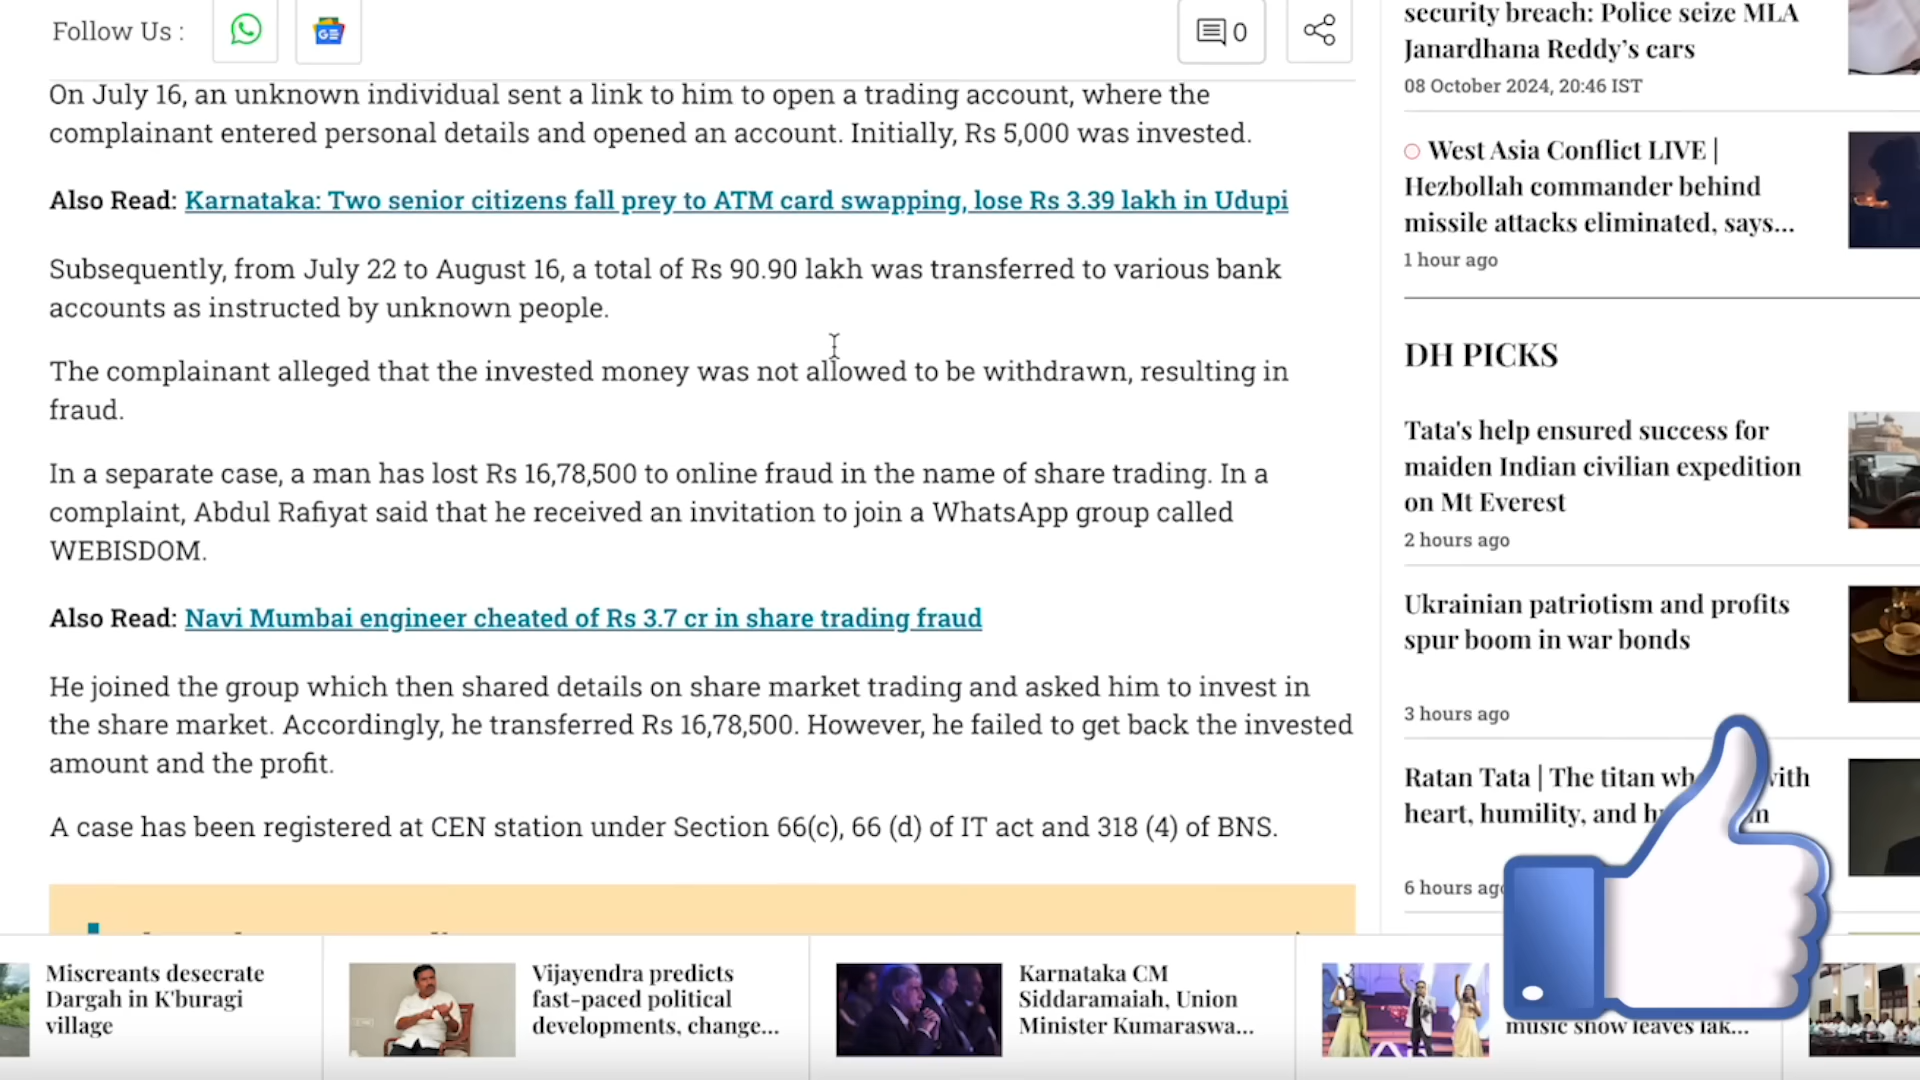 Follow Us :
0
On July 16, an unknown individual sent a link to him to open a trading account, where the
complainant entered personal details and opened an account. Initially, Rs 5,000 was invested.
Also Read: Karnataka: Two senior citizens fall prey to ATM card swapping, lose Rs 3.39 lakh in Udupi
Subsequently, from July 22 to August 16, a total of Rs 90.90 lakh was transferred to various bank
accounts as instructed by unknown people.
The complainant alleged that the invested money was not allowed to be withdrawn, resulting in
fraud.
In a separate case, a man has lost Rs 16,78,500 to online fraud in the name of share trading. In a
complaint, Abdul Rafiyat said that he received an invitation to join a WhatsApp group called
WEBISDOM.
Also Read: Navi Mumbai engineer cheated of Rs 3.7 cr in share trading fraud
He joined the group which then shared details on share market trading and asked him to invest in
the share market. Accordingly, he transferred Rs 16,78,500. However, he failed to get back the invested
amount and the profit.
A case has been registered at CEN station under Section 66(c), 66 (d) of IT act and 318 (4) of BNS.
security breach: Police seize MLA
Janardhana Reddy's cars
08 October 2024, 20:46 IST
West Asia Conflict LIVE |
Hezbollah commander behind
missile attacks eliminated, says...
1 hour ago
DH PICKS
Tata's help ensured success for
maiden Indian civilian expedition
on Mt Everest
2 hours ago
Ukrainian patriotism and profits
spur boom in war bonds
3 hours ago
Ratan Tata | The titan with
heart, humility, and
6 hours ago
Miscreants desecrate
Dargah in K'buragi
village
Vijayendra predicts
fast-paced political
developments, change...
Karnataka CM
Siddaramaiah, Union
Minister Kumaraswa...
music show leaves lak...